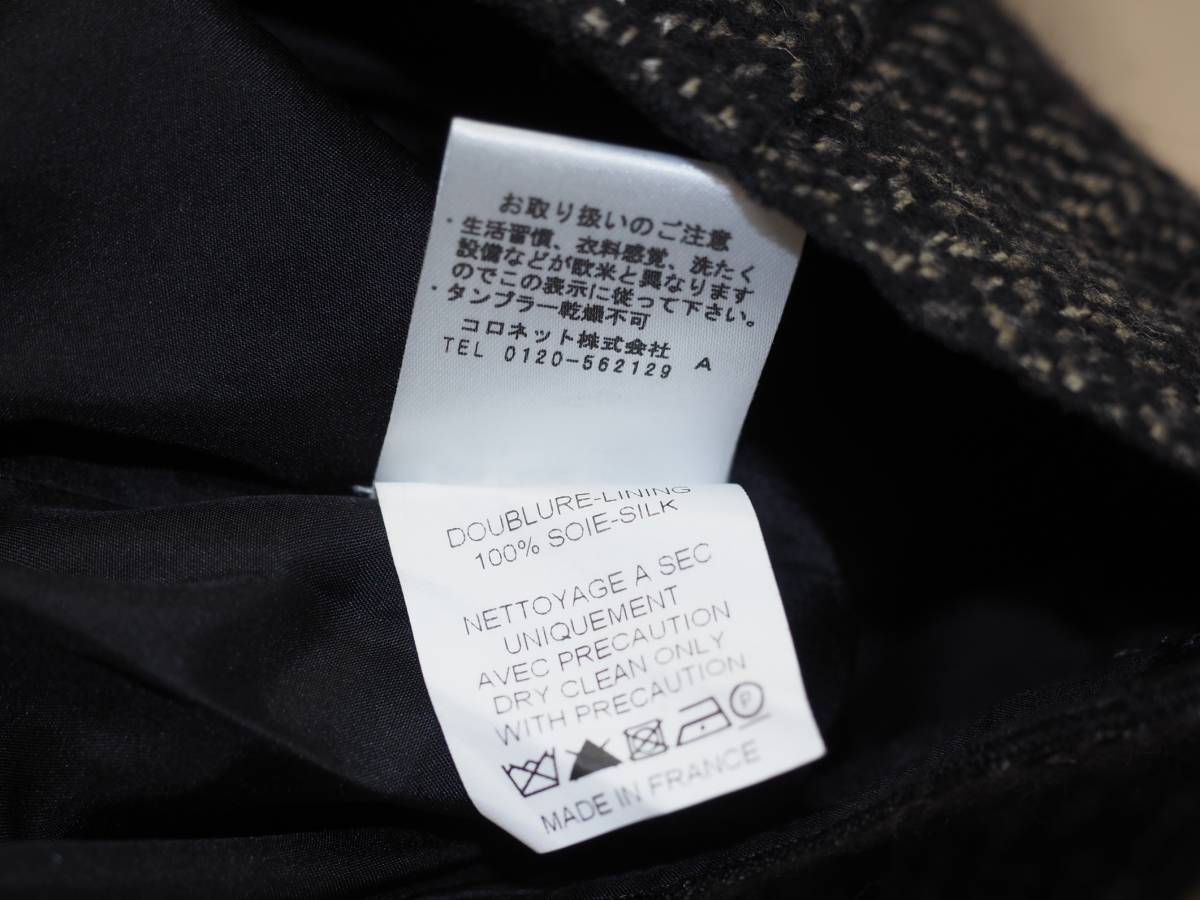 お取り扱いのご注意
・生活習慣、衣料感覚、洗たく
設備などが欧米と異なります
のでこの表示に従って下さい。
・タンブラー乾燥不可
コロネット株式会社 A
TEL 0120-562129
DOUBLURE-LINING
100% SOIE-SILK
NETTOYAGE A SEC
UNIQUEMENT
AVEC PRECAUTION
DRY CLEAN ONLY
WITH PRECAUTION
P
MADE IN FRANCE